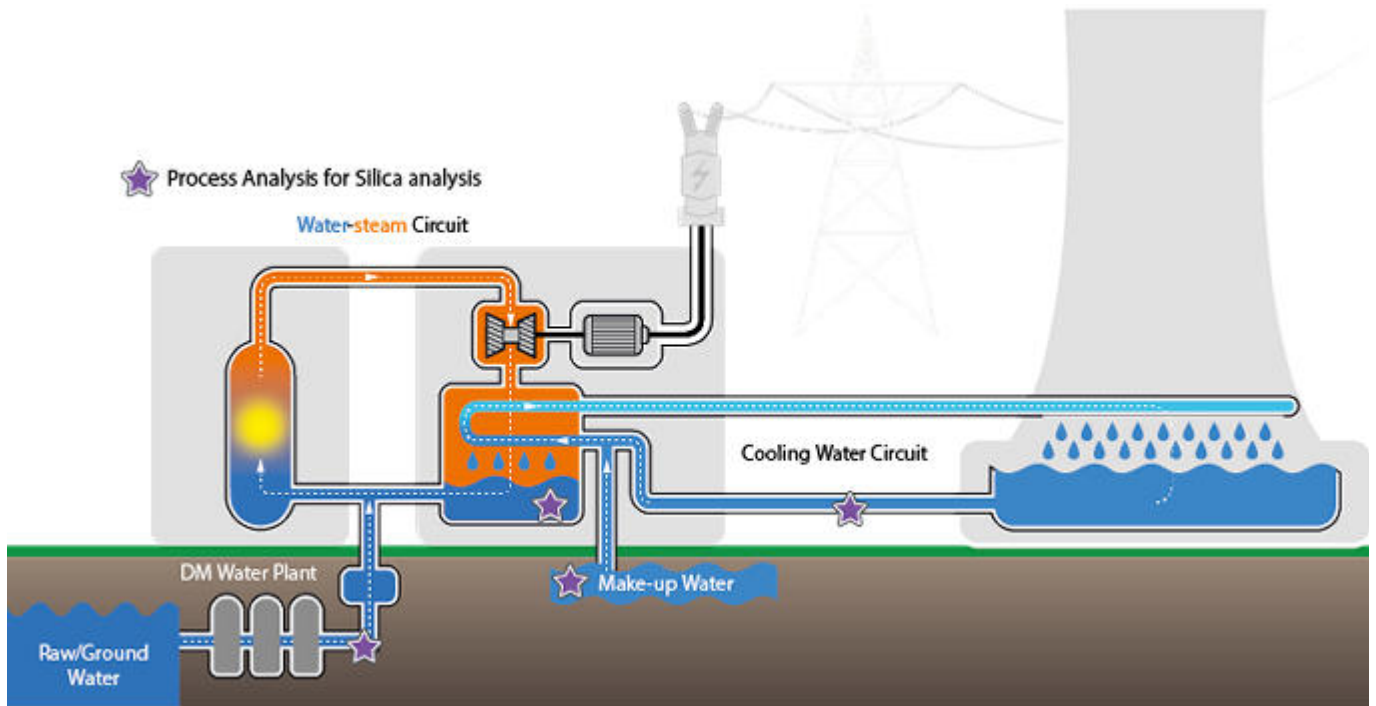 Process Analysis for Silica analysis
Water-steam Circuit
Cooling Water Circuit
DM Water Plant
Make-up Water
Raw/Ground
Water